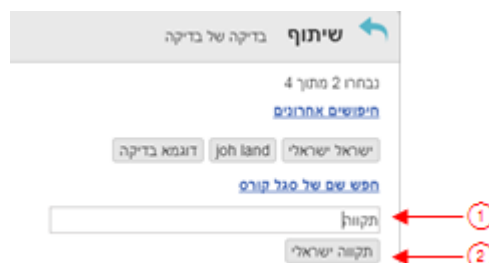 שיתוף בדיקה של בדיקה
נבחרו 2 מתוך 4
חיפושים אחרונים
ישראל ישראלי joh land דוגמא בדיקה
חפש שם של סגל קורס
תקווה 1
תקווה ישראלי 2